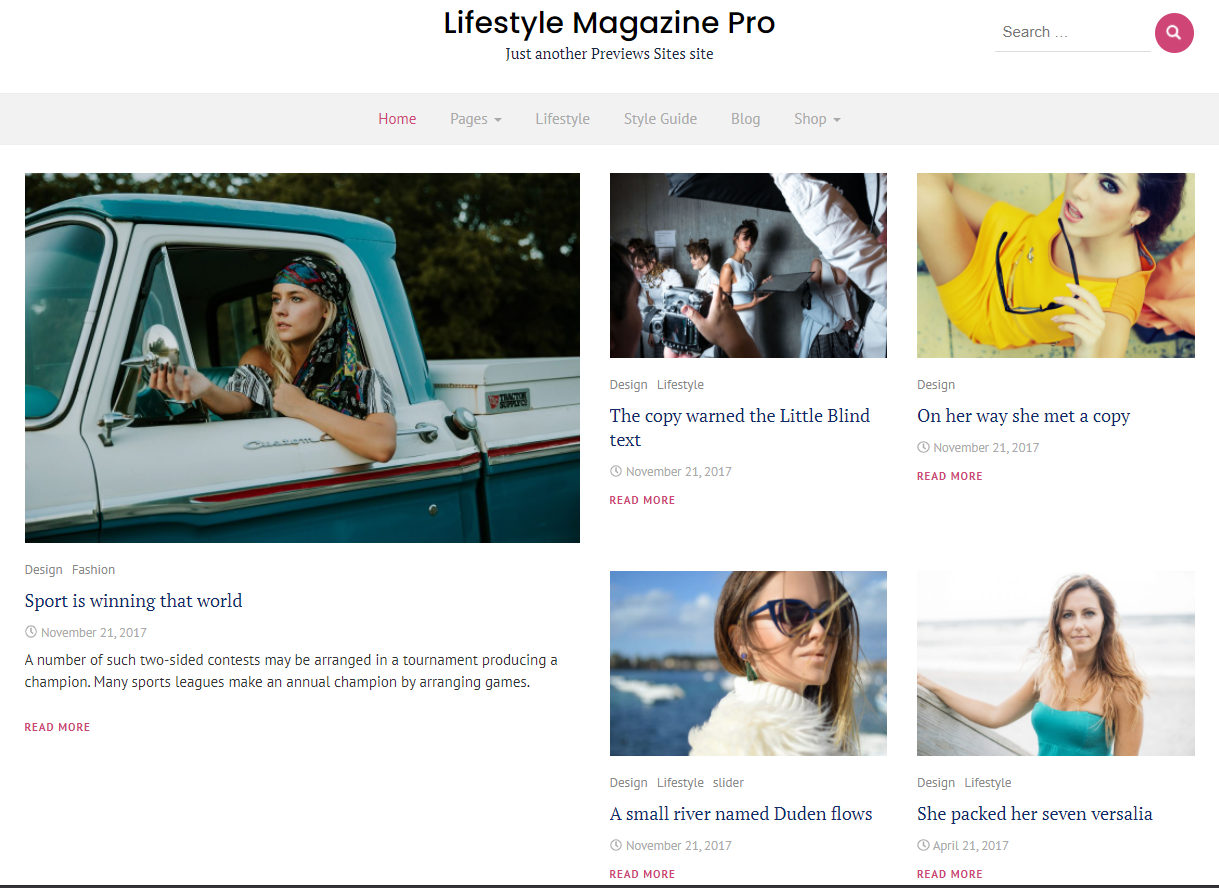 Lifestyle Magazine Pro
Just another Previews Sites site
Search …
Home Pages Lifestyle Style Guide Blog Shop
Custom
TRACTOR
SUPPLY CO
Design Fashion
Sport is winning that world
November 21, 2017
A number of such two-sided contests may be arranged in a tournament producing a
champion. Many sports leagues make an annual champion by arranging games.
READ MORE
Design Lifestyle
The copy warned the Little Blind
text
November 21, 2017
READ MORE
Design
On her way she met a copy
November 21, 2017
READ MORE
Design Lifestyle slider
A small river named Duden flows
November 21, 2017
READ MORE
Design Lifestyle
She packed her seven versalia
April 21, 2017
READ MORE